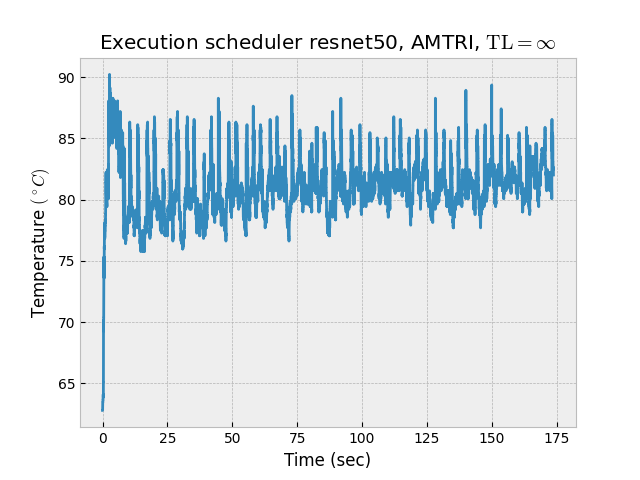 Execution scheduler resnet50, AMTRI, TL = ∞
90
85
80
75
70
65
Temperature (°C)
0 25 50 75 100 125 150 175
Time (sec)